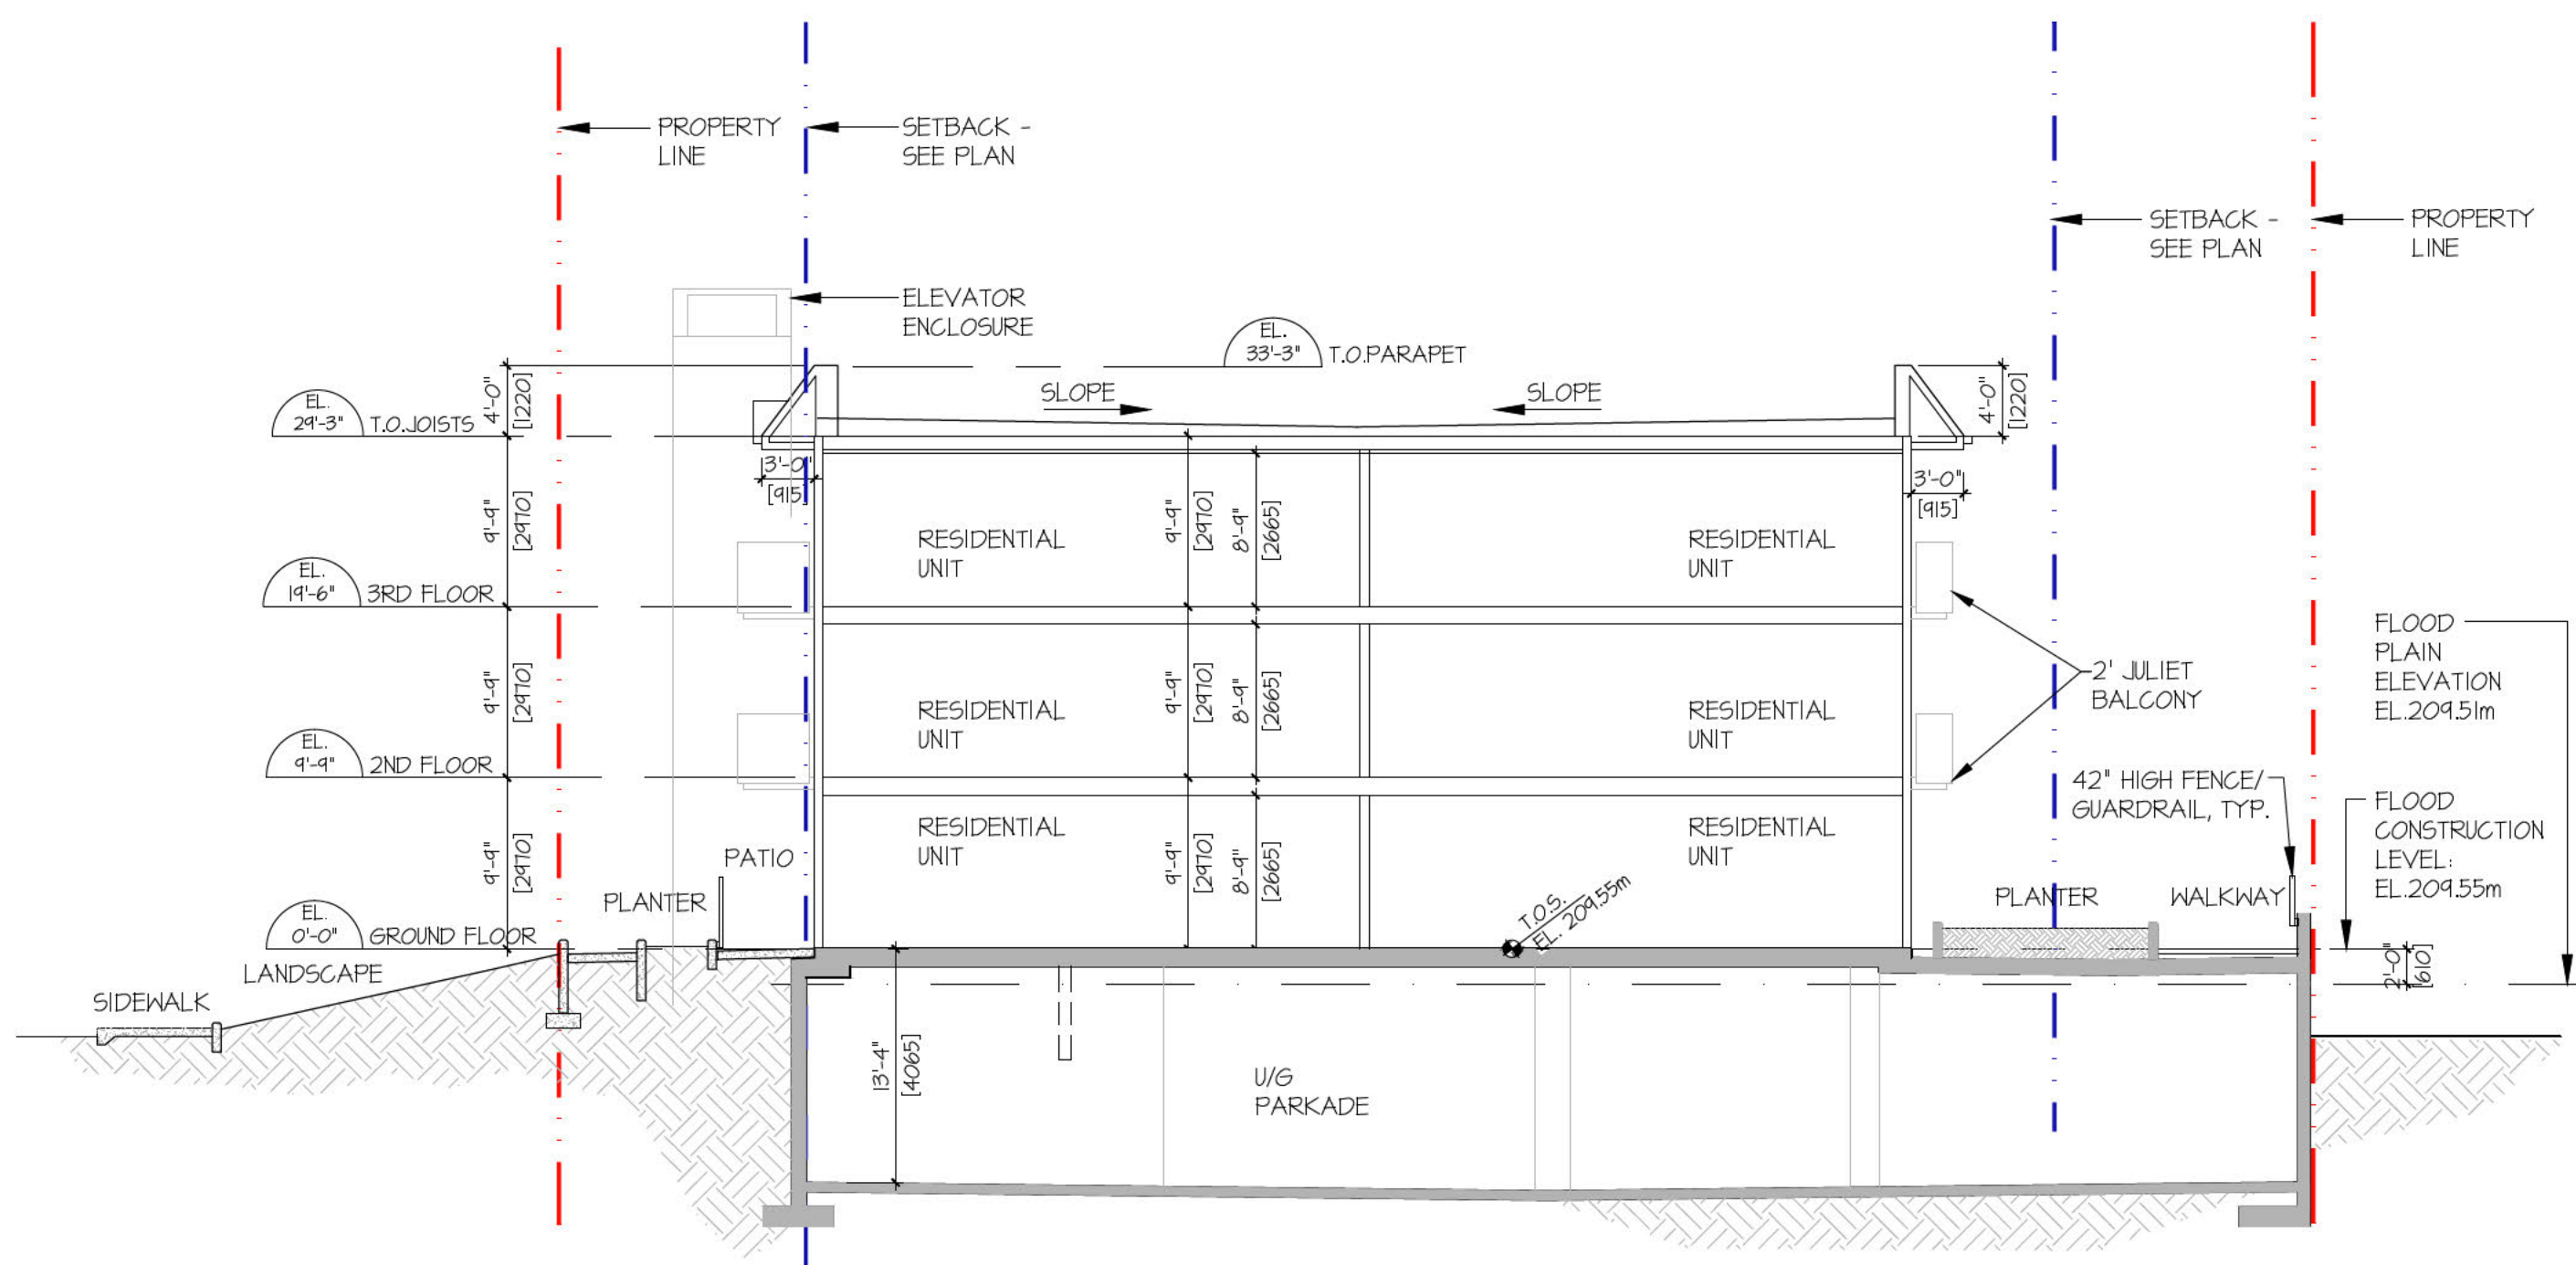 PROPERTY
LINE
SETBACK -
SEE PLAN
SETBACK -
SEE PLAN
PROPERTY
LINE
ELEVATOR
ENCLOSURE
EL.
33'-3"
T.O.PARAPET
SLOPE
SLOPE
EL.
29'-3"
T.O.JOISTS
4'-0"
[1220]
4'-0"
[1220]
3'-0"
[915]
3'-0"
[915]
9'-9"
[2970]
RESIDENTIAL
UNIT
9'-9"
[2970]
8'-9"
[2665]
RESIDENTIAL
UNIT
EL.
19'-6"
3RD FLOOR
9'-9"
[2970]
RESIDENTIAL
UNIT
9'-9"
[2970]
8'-9"
[2665]
RESIDENTIAL
UNIT
2' JULIET
BALCONY
FLOOD
PLAIN
ELEVATION
EL.209.51m
EL.
9'-9"
2ND FLOOR
9'-9"
[2970]
PATIO
RESIDENTIAL
UNIT
9'-9"
[2970]
8'-9"
[2665]
RESIDENTIAL
UNIT
42" HIGH FENCE/
GUARDRAIL, TYP.
FLOOD
CONSTRUCTION
LEVEL:
EL.209.55m
PLANTER
T.O.S.
EL. 209.55m
PLANTER
WALKWAY
EL.
0'-0"
GROUND FLOOR
LANDSCAPE
SIDEWALK
2'-0"
[610]
13'-4"
[4065]
U/G
PARKADE